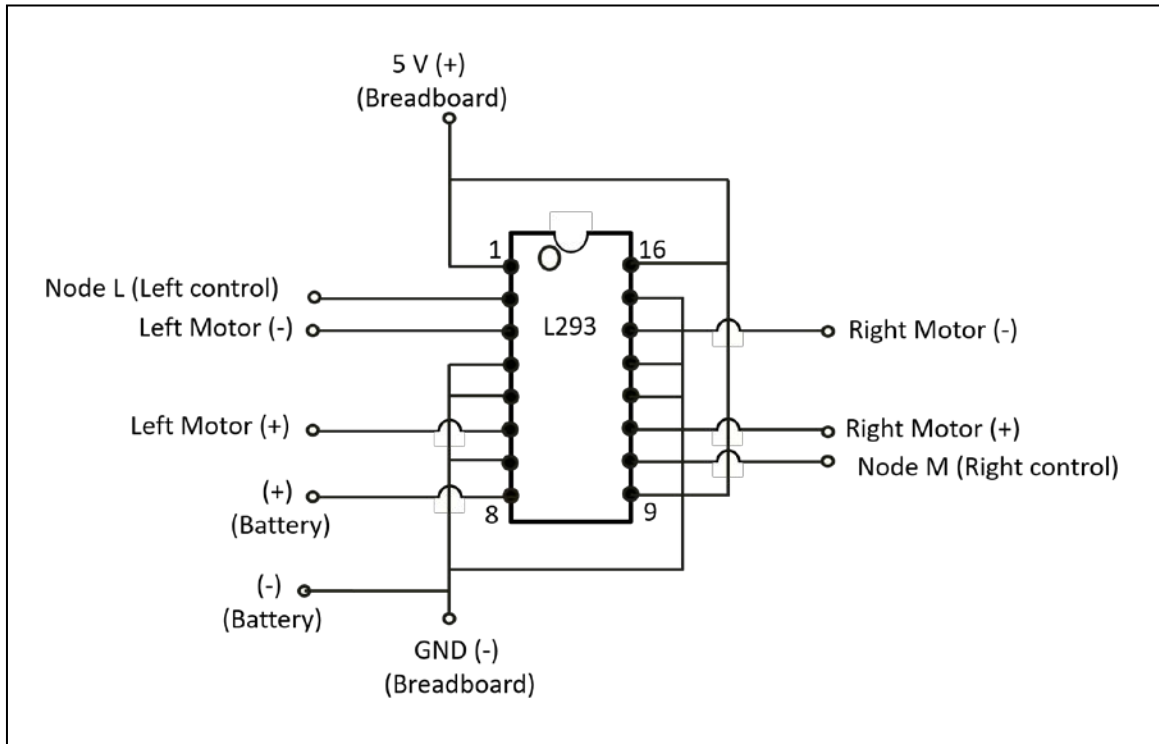 5 V (+)
(Breadboard)
1
16
Node L (Left control)
Left Motor (-)
L293
Right Motor (-)
Left Motor (+)
Right Motor (+)
Node M (Right control)
(+)
(Battery)
8
9
(-)
(Battery)
GND (-)
(Breadboard)